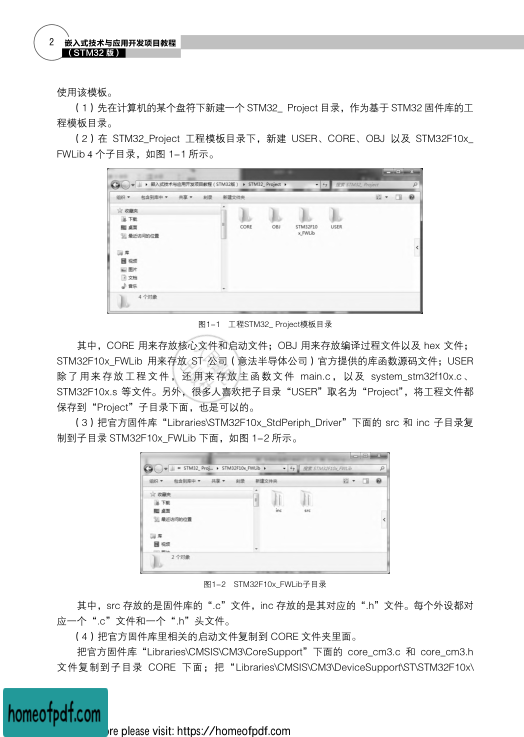 2
嵌入式技术与应用开发项目教程
（STM32 版）
使用该模板。
（1）先在计算机的某个盘符下新建一个 STM32_ Project 目录，作为基于 STM32 固件库的工
程模板目录。
（2）在 STM32_Project 工程模板目录下，新建 USER、CORE、OBJ 以及 STM32F10x_
FWLib 4 个子目录，如图 1-1 所示。
嵌入式技术与应用开发项目教程（STM32版） ▸ STM32_Project ▸
搜索 STM32_Project
组织 ▾ 包含到库中 ▾ 共享 ▾ 刻录 新建文件夹
收藏夹
下载
桌面
最近访问的位置
库
视频
图片
文档
音乐
CORE
OBJ
STM32F10
x_FWLib
USER
4 个对象
图1-1 工程STM32_ Project模板目录
其中，CORE 用来存放核心文件和启动文件；OBJ 用来存放编译过程文件以及 hex 文件；
STM32F10x_FWLib 用来存放 ST 公司（意法半导体公司）官方提供的库函数源码文件；USER
除了用来存放工程文件，还用来存放主函数文件 main.c，以及 system_stm32f10x.c、
STM32F10x.s 等文件。另外，很多人喜欢把子目录“USER”取名为“Project”，将工程文件都
保存到“Project”子目录下面，也是可以的。
（3）把官方固件库“Libraries\STM32F10x_StdPeriph_Driver”下面的 src 和 inc 子目录复
制到子目录 STM32F10x_FWLib 下面，如图 1-2 所示。
STM32_Proj... ▸ STM32F10x_FWLib ▸
搜索 STM32F10x_FWLib
组织 ▾ 包含到库中 ▾ 共享 ▾ 刻录 新建文件夹
收藏夹
下载
桌面
最近访问的位置
库
视频
inc
src
2 个对象
图1-2 STM32F10x_FWLib子目录
其中，src 存放的是固件库的“.c”文件，inc 存放的是其对应的“.h”文件。每个外设都对
应一个“.c”文件和一个“.h”头文件。
（4）把官方固件库里相关的启动文件复制到 CORE 文件夹里面。
把官方固件库“Libraries\CMSIS\CM3\CoreSupport”下面的 core_cm3.c 和 core_cm3.h
文件复制到子目录 CORE 下面；把“Libraries\CMSIS\CM3\DeviceSupport\ST\STM32F10x\
homeofpdf.com
ore please visit: https://homeofpdf.com